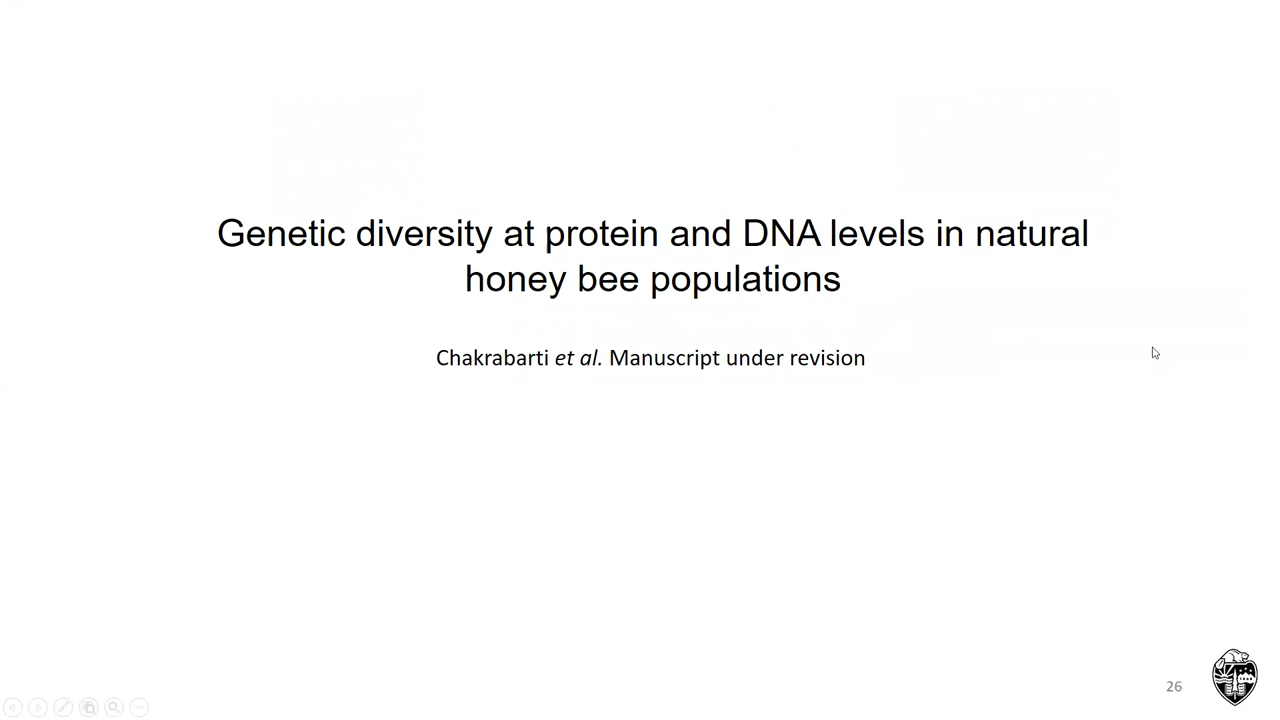 Genetic diversity at protein and DNA levels in natural
honey bee populations
Chakrabarti et al. Manuscript under revision
26